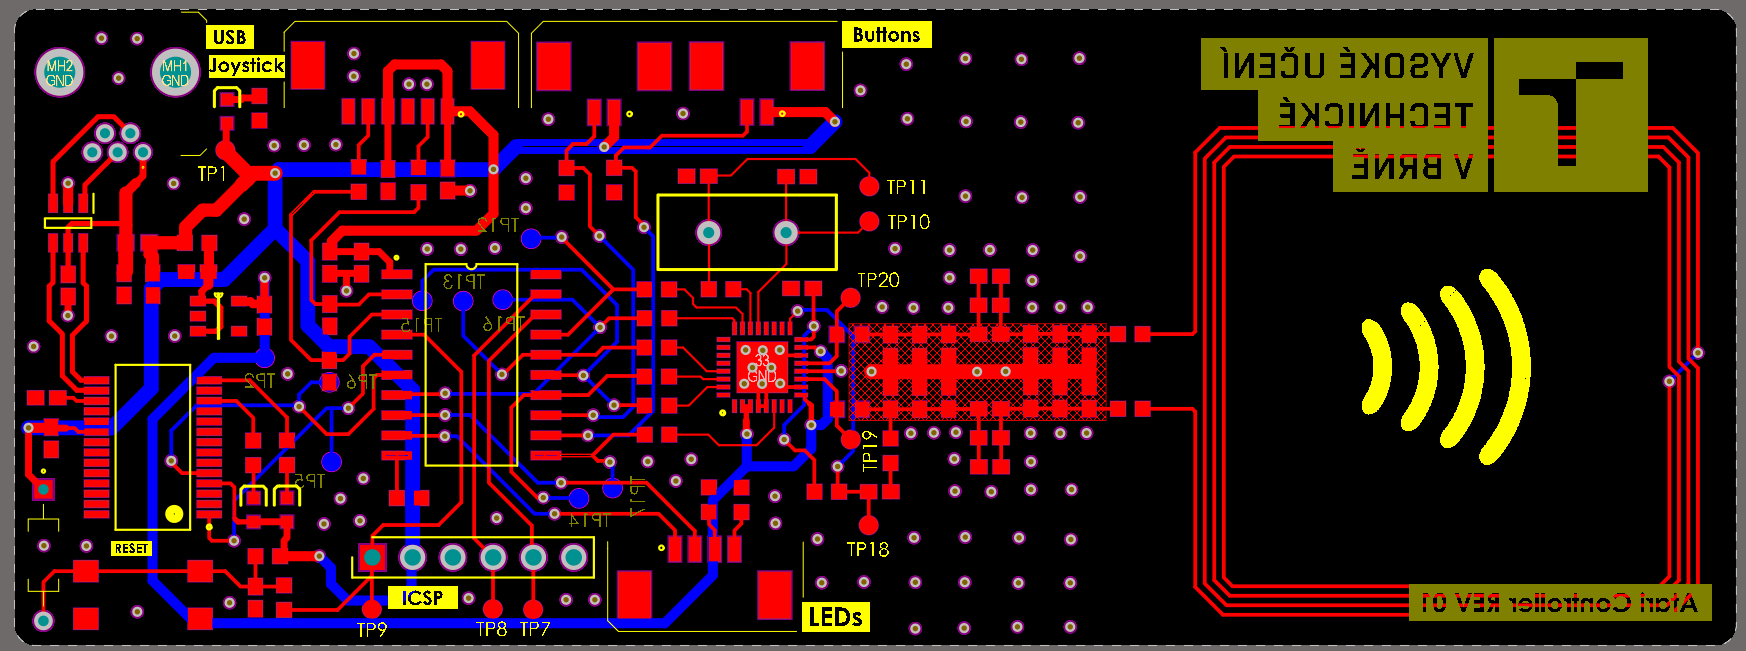 USB
Joystick
Buttons
MH2
GND
MH1
GND
VYSOKÉ UČENÍ
TECHNICKÉ
V BRNĚ
TP1
TP11
TP10
TP12
TP20
TP13
TP15
TP16
TP2
TP6
33
GND
TP19
TP5
TP17
TP14
TP18
RESET
ICSP
LEDs
Atari Controller REV 01
TP9
TP8
TP7